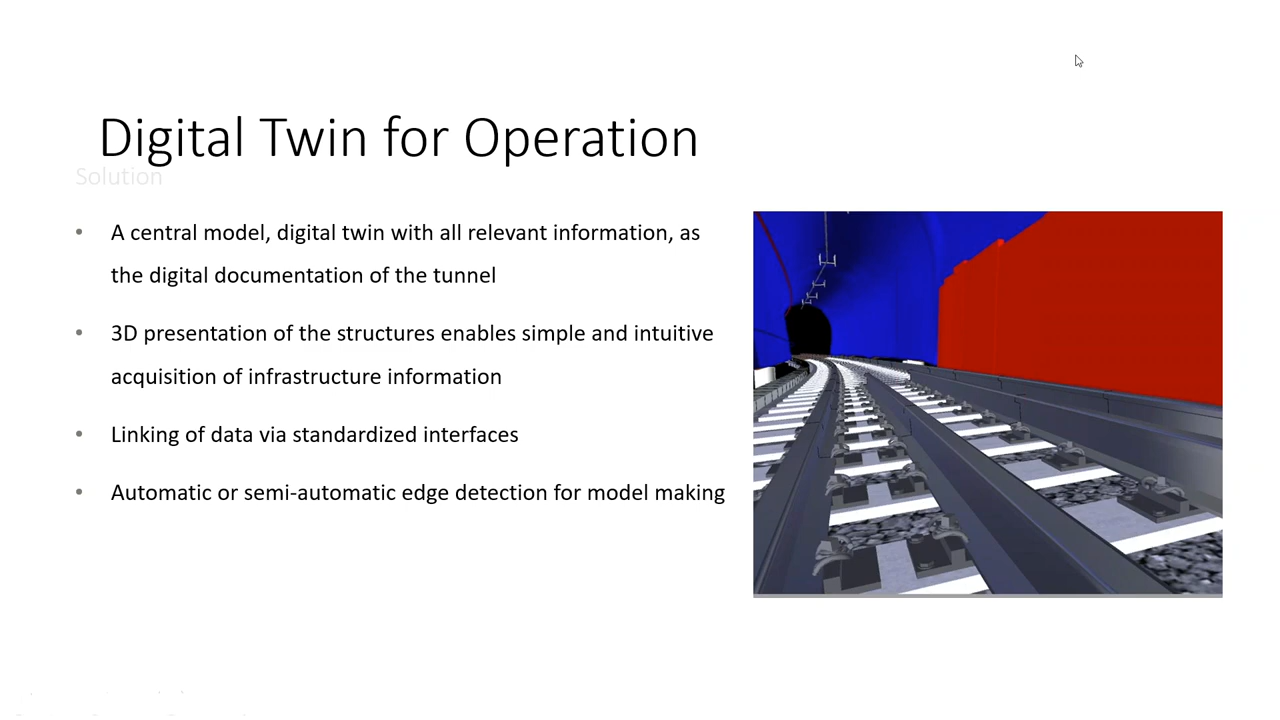 Digital Twin for Operation
Solution
• A central model, digital twin with all relevant information, as
the digital documentation of the tunnel
• 3D presentation of the structures enables simple and intuitive
acquisition of infrastructure information
• Linking of data via standardized interfaces
• Automatic or semi-automatic edge detection for model making